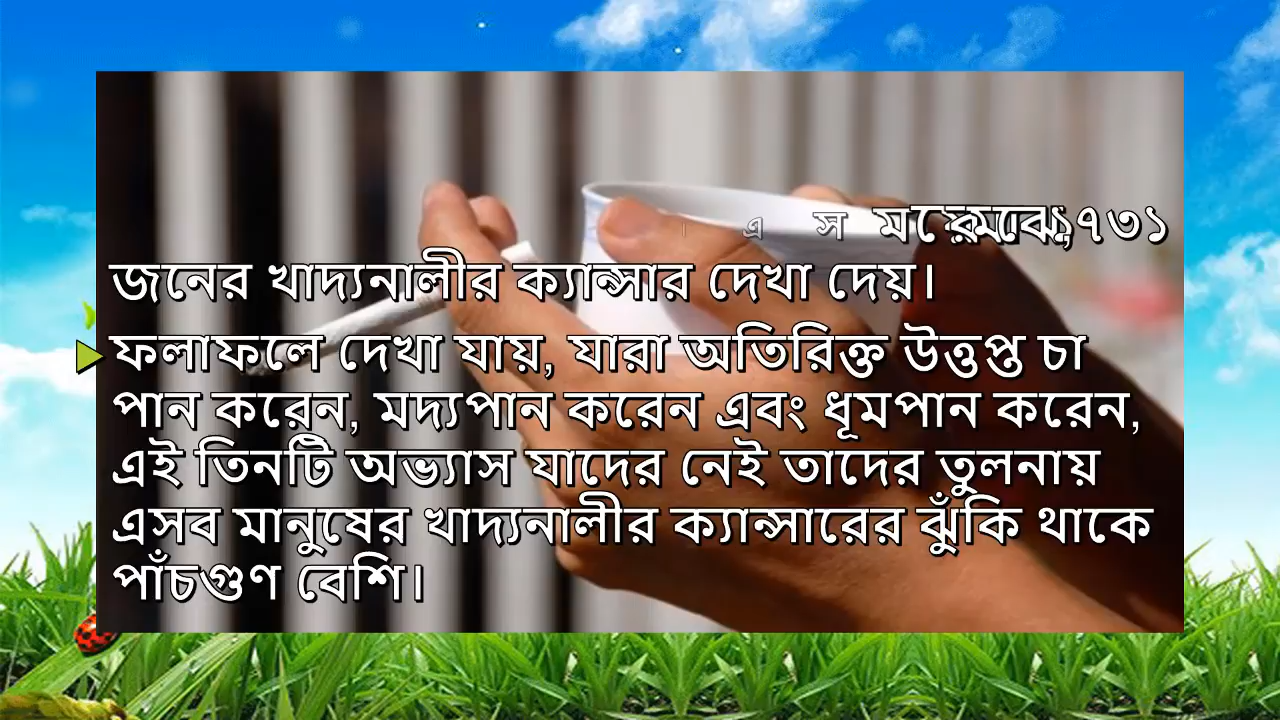 জনের খাদ্যনালীর ক্যান্সার দেখা দেয়।
ফলাফলে দেখা যায়, যারা অতিরিক্ত উত্তপ্ত চা
পান করেন, মদ্যপান করেন এবং ধূমপান করেন,
এই তিনটি অভ্যাস যাদের নেই তাদের তুলনায়
এসব মানুষের খাদ্যনালীর ক্যান্সারের ঝুঁকি থাকে
পাঁচগুণ বেশি।